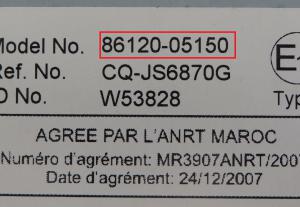 Model No. 86120-05150
Ref. No. CQ-JS6870G
D No. W53828
E
Typ
AGREE PAR L'ANRT MAROC
Numéro d'agrément: MR3907ANRT/2007
Date d'agrément: 24/12/2007